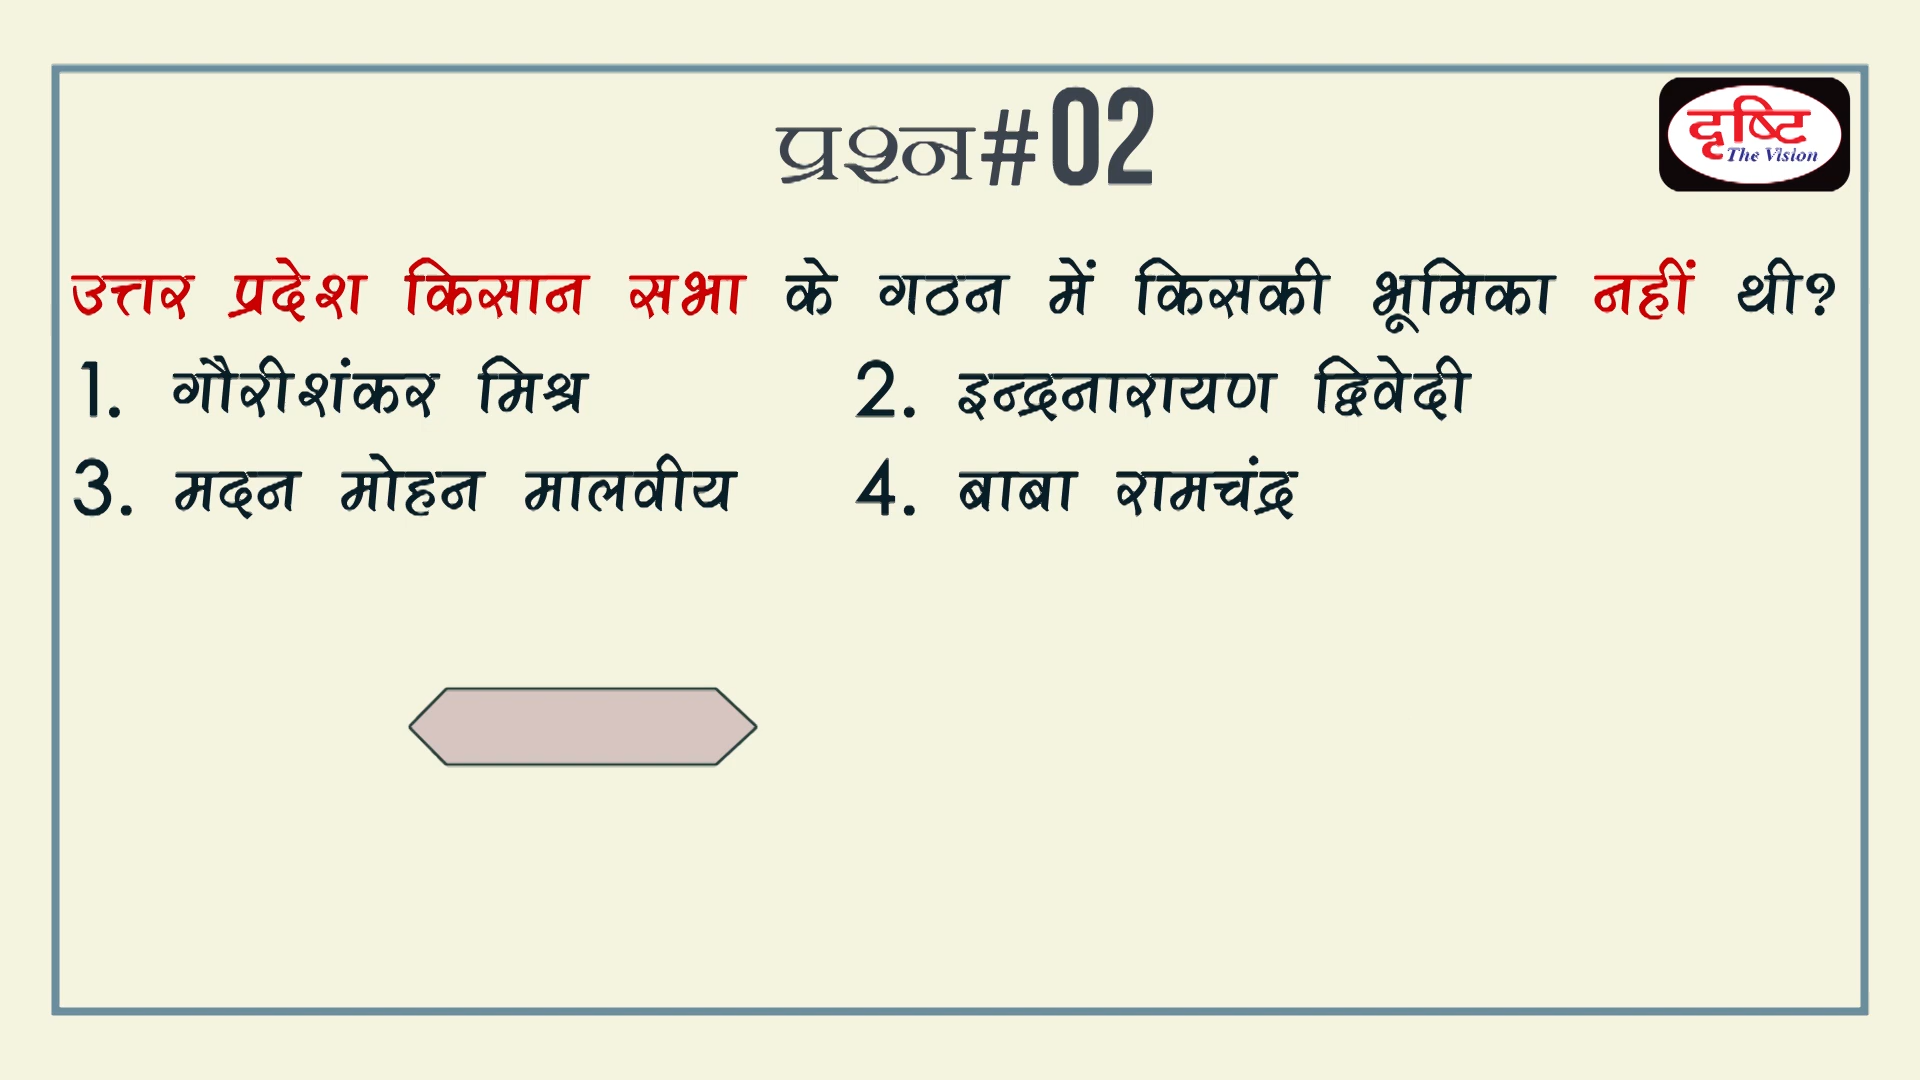 प्रश्न#02
दृष्टि
The Vision
उत्तर प्रदेश किसान सभा के गठन में किसकी भूमिका नहीं थी?
1. गौरीशंकर मिश्र 2. इन्द्रनारायण द्विवेदी
3. मदन मोहन मालवीय 4. बाबा रामचंद्र